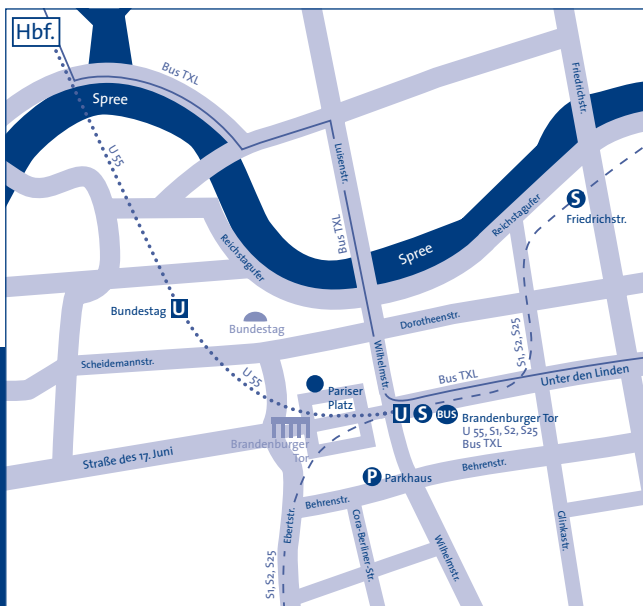 Hbf.
Bus TXL
Spree
Friedrichstr.
U 55
Luisenstr.
S
Friedrichstr.
Reichstagufer
Reichstagufer
Bus TXL
Spree
Bundestag U
Bundestag
Dorotheenstr.
S1, S2, S25
Scheidemannstr.
Wilhelmstr.
U 55
Bus TXL
Unter den Linden
Pariser
Platz
U S BUS Brandenburger Tor
U 55, S1, S2, S25
Bus TXL
Brandenburger
Tor
Straße des 17. Juni
Behrenstr.
P Parkhaus
Behrenstr.
Ebertstr.
Cora-Berliner-Str.
Wilhelmstr.
Glinkastr.
S1, S2, S25